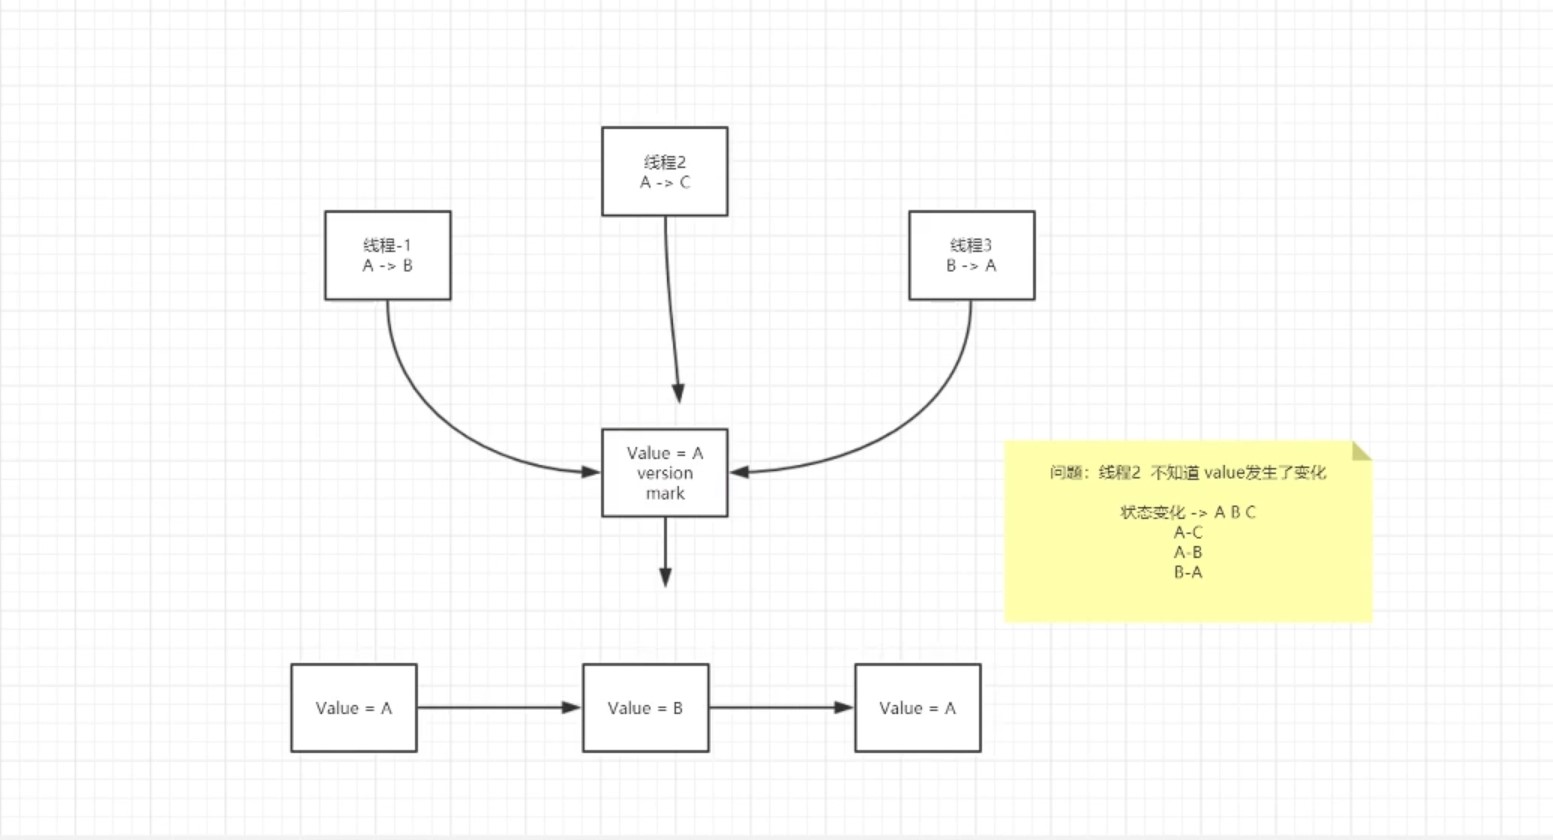 线程2
A -> C
线程-1
A -> B
线程3
B -> A
Value = A
version
mark
问题：线程2 不知道 value发生了变化
状态变化 -> A B C
A-C
A-B
B-A
Value = A
Value = B
Value = A